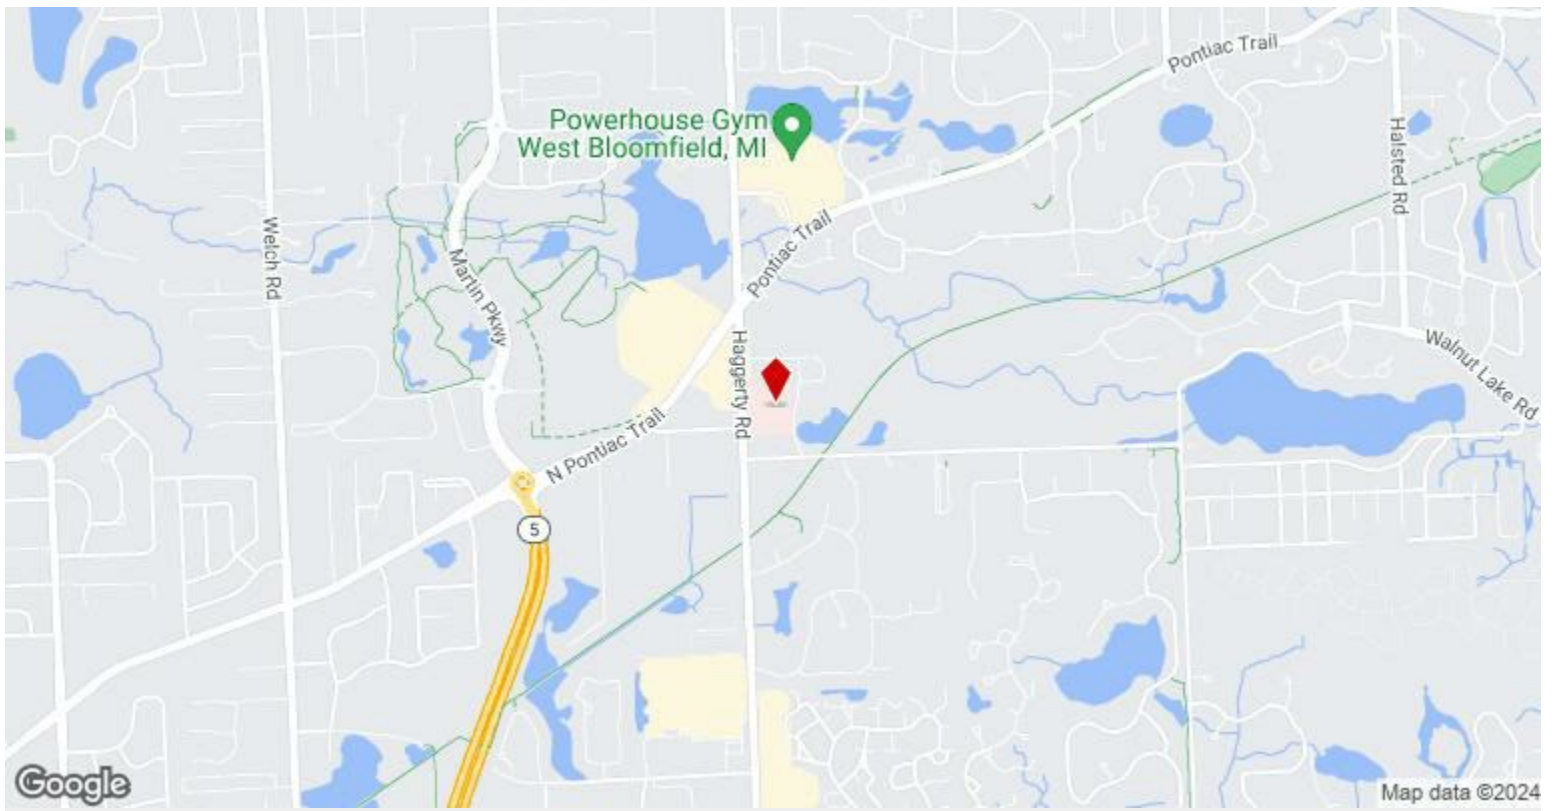 Pontiac Trail
Powerhouse Gym
West Bloomfield, MI
Halsted Rd
Welch Rd
Martin Pkwy
Pontiac Trail
Haggerty Rd
Walnut Lake Rd
N Pontiac Trail
5
Google
Map data ©2024